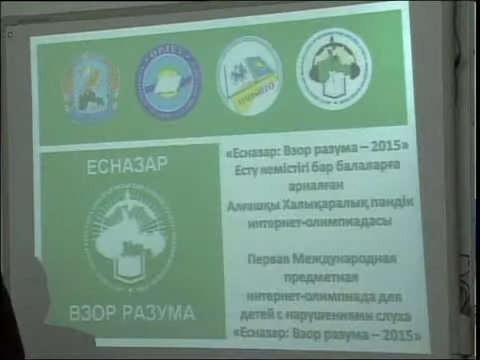 ЕСНАЗАР
ВЗОР РАЗУМА
«Есназар: Взор разума – 2015»
Есту кемістігі бар балаларға
арналған
Алғашқы Халықаралық пәндік
интернет-олимпиадасы
Первая Международная
предметная
интернет-олимпиада для
детей с нарушениями слуха
«Есназар: Взор разума – 2015»